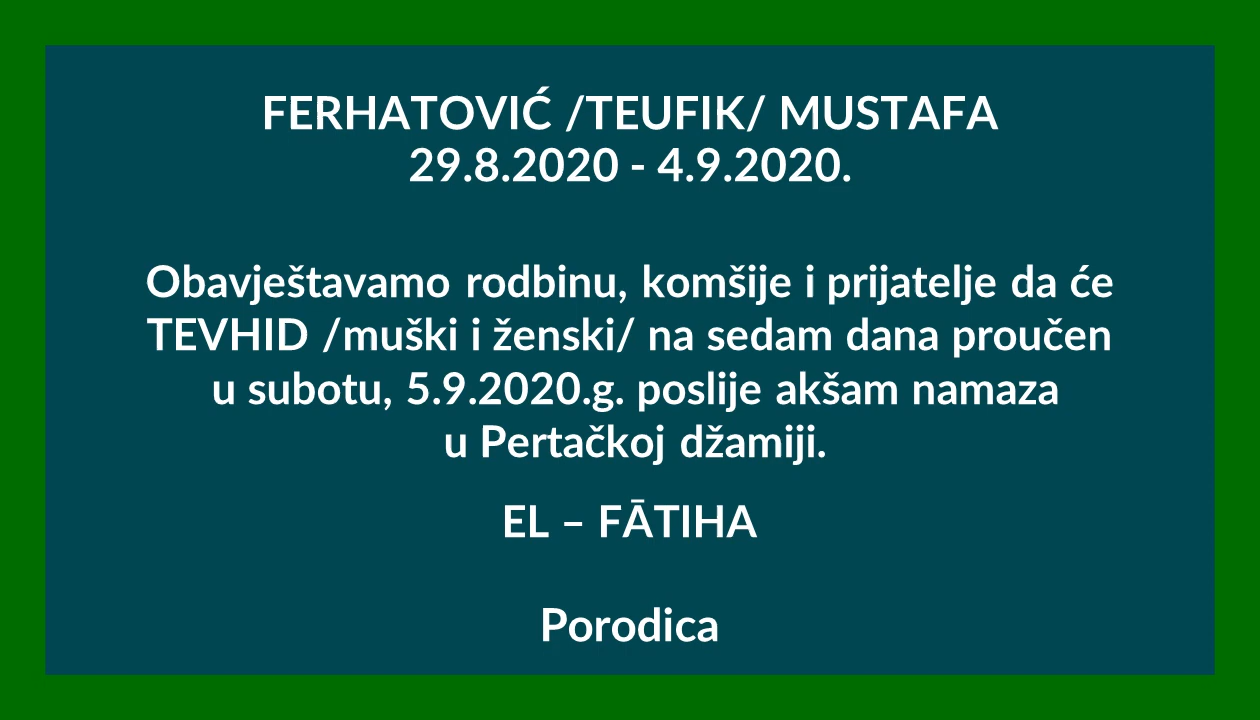 FERHATOVIĆ /TEUFIK/ MUSTAFA
29.8.2020 - 4.9.2020.
Obavještavamo rodbinu, komšije i prijatelje da će
TEVHID /muški i ženski/ na sedam dana proučen
u subotu, 5.9.2020.g. poslije akšam namaza
u Pertačkoj džamiji.
EL – FĀTIHA
Porodica